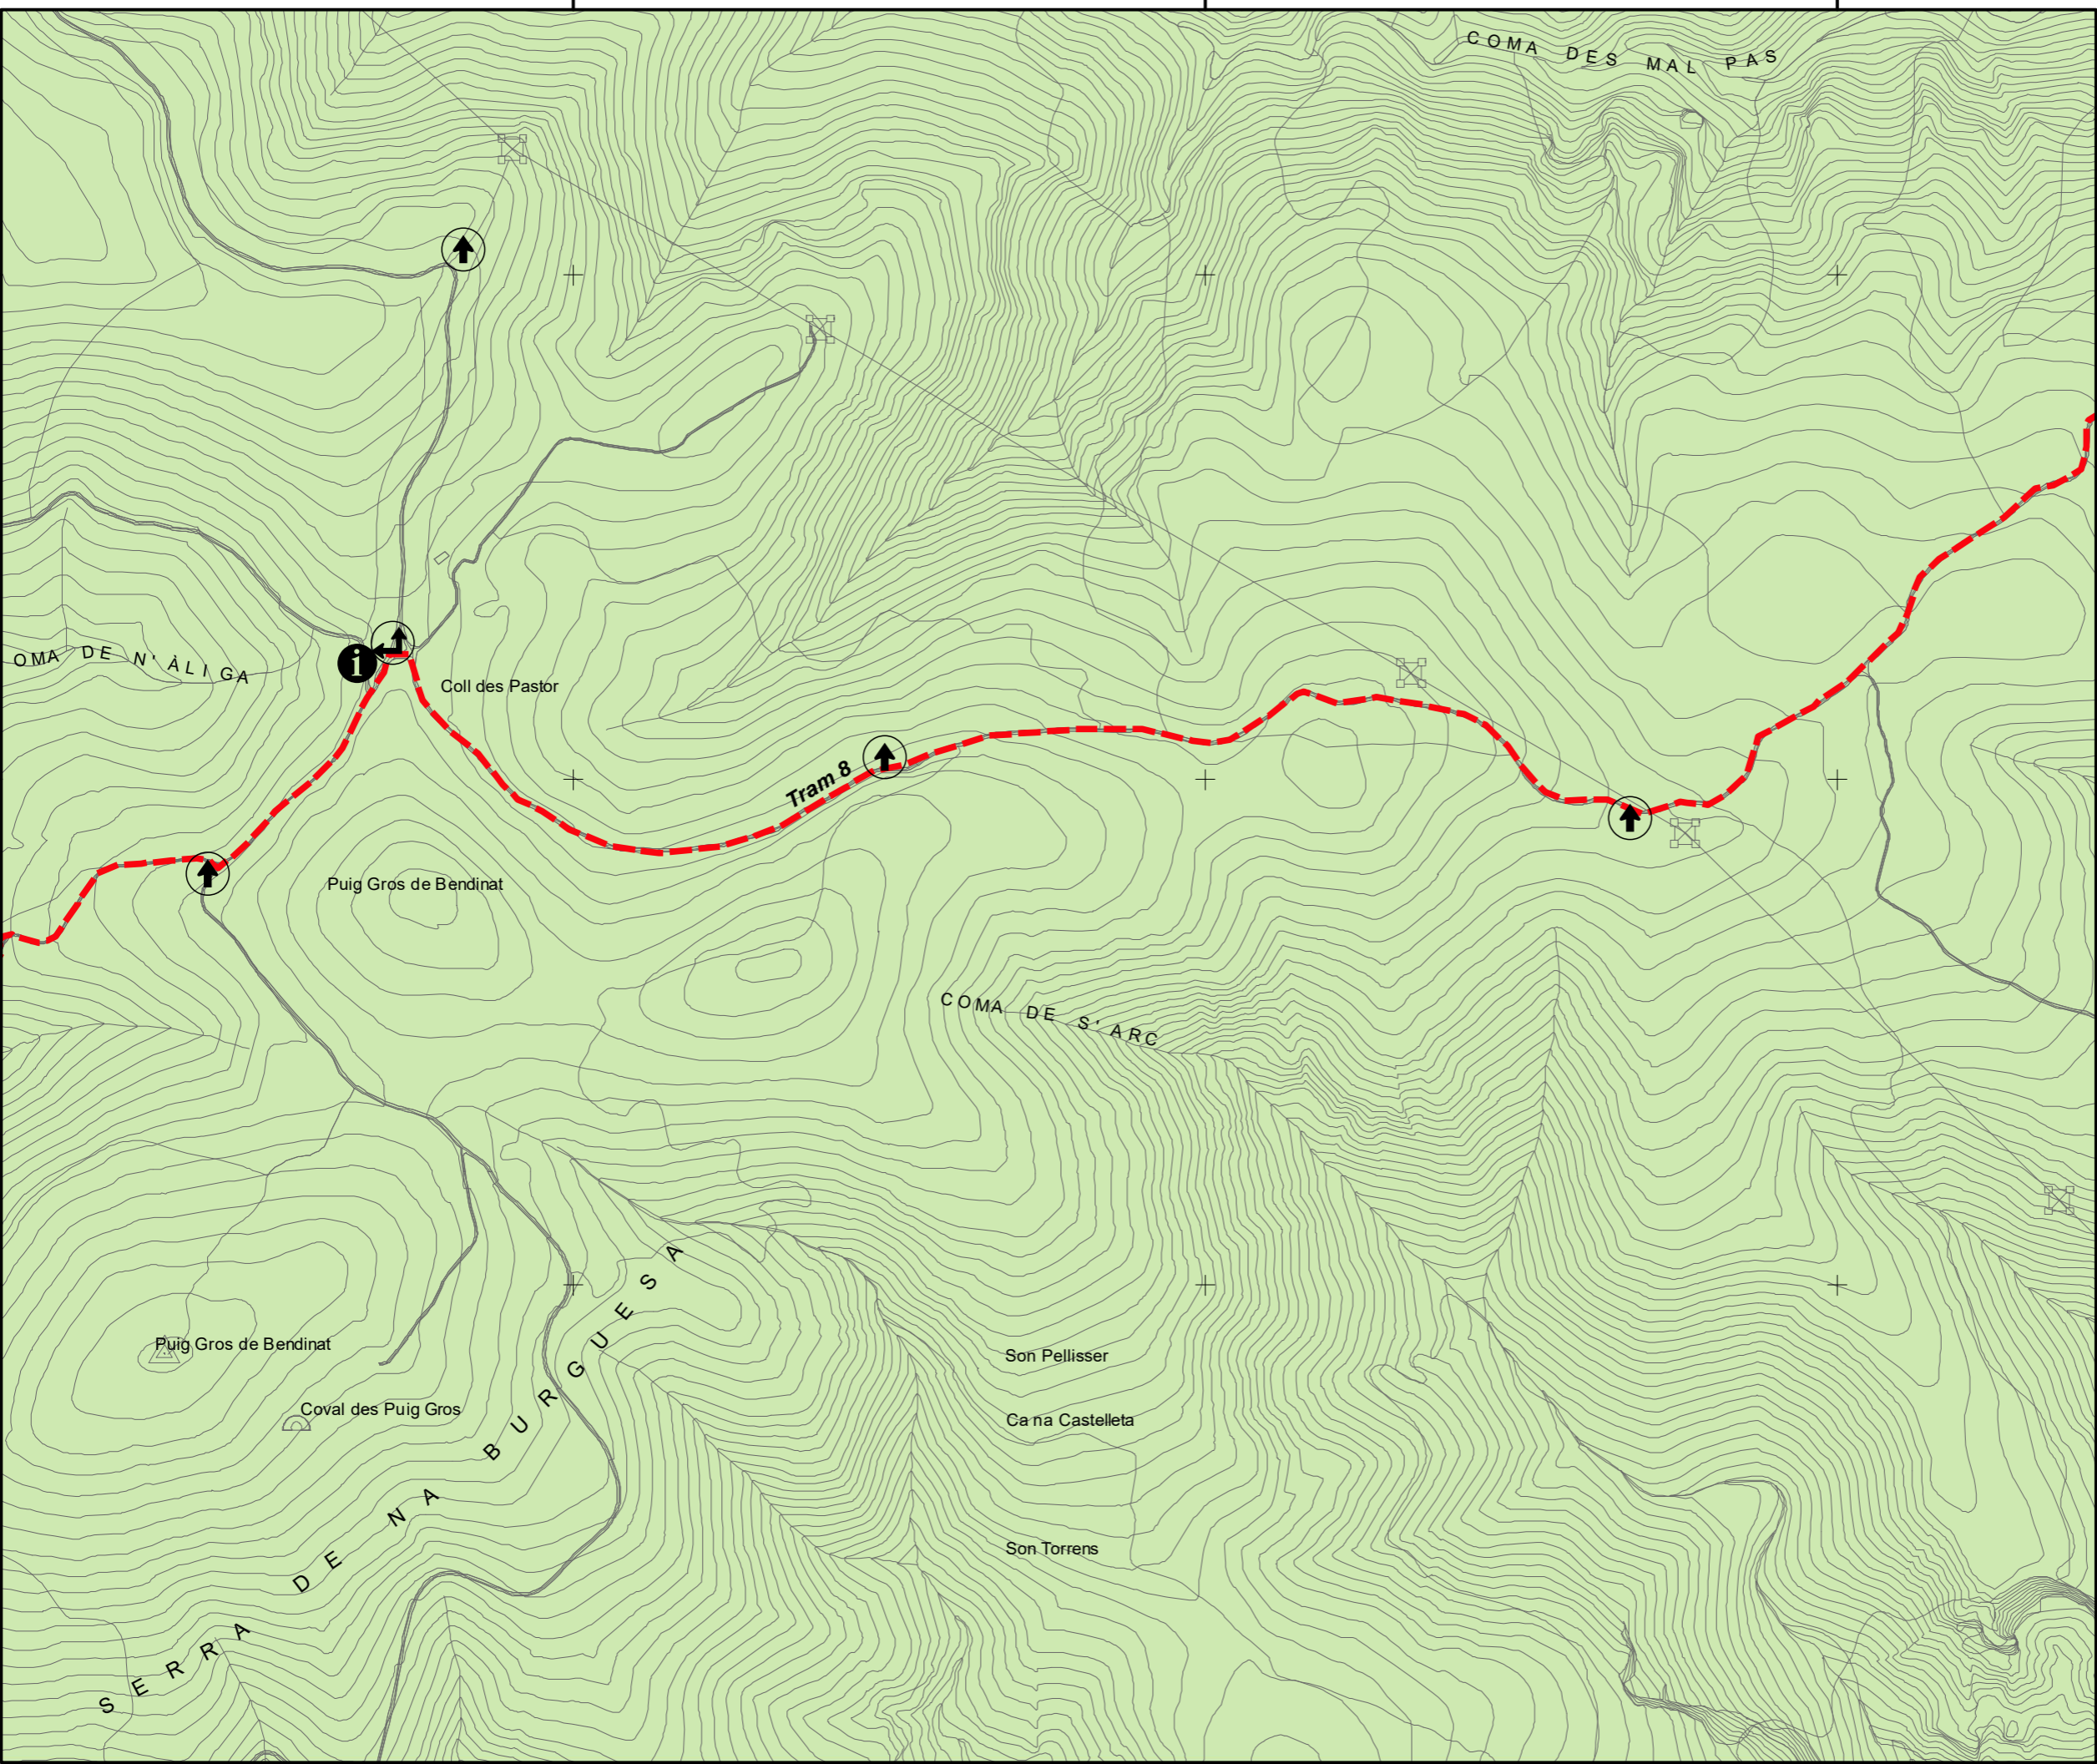 COMA DES MAL PAS
OMA DE N'ÀLIGA
i
Coll des Pastor
Tram 8
Puig Gros de Bendinat
COMA DE S'ARC
Puig Gros de Bendinat
Son Pellisser
Coval des Puig Gros
Ca na Castelleta
SERRA DE NA BURGUESA
Son Torrens